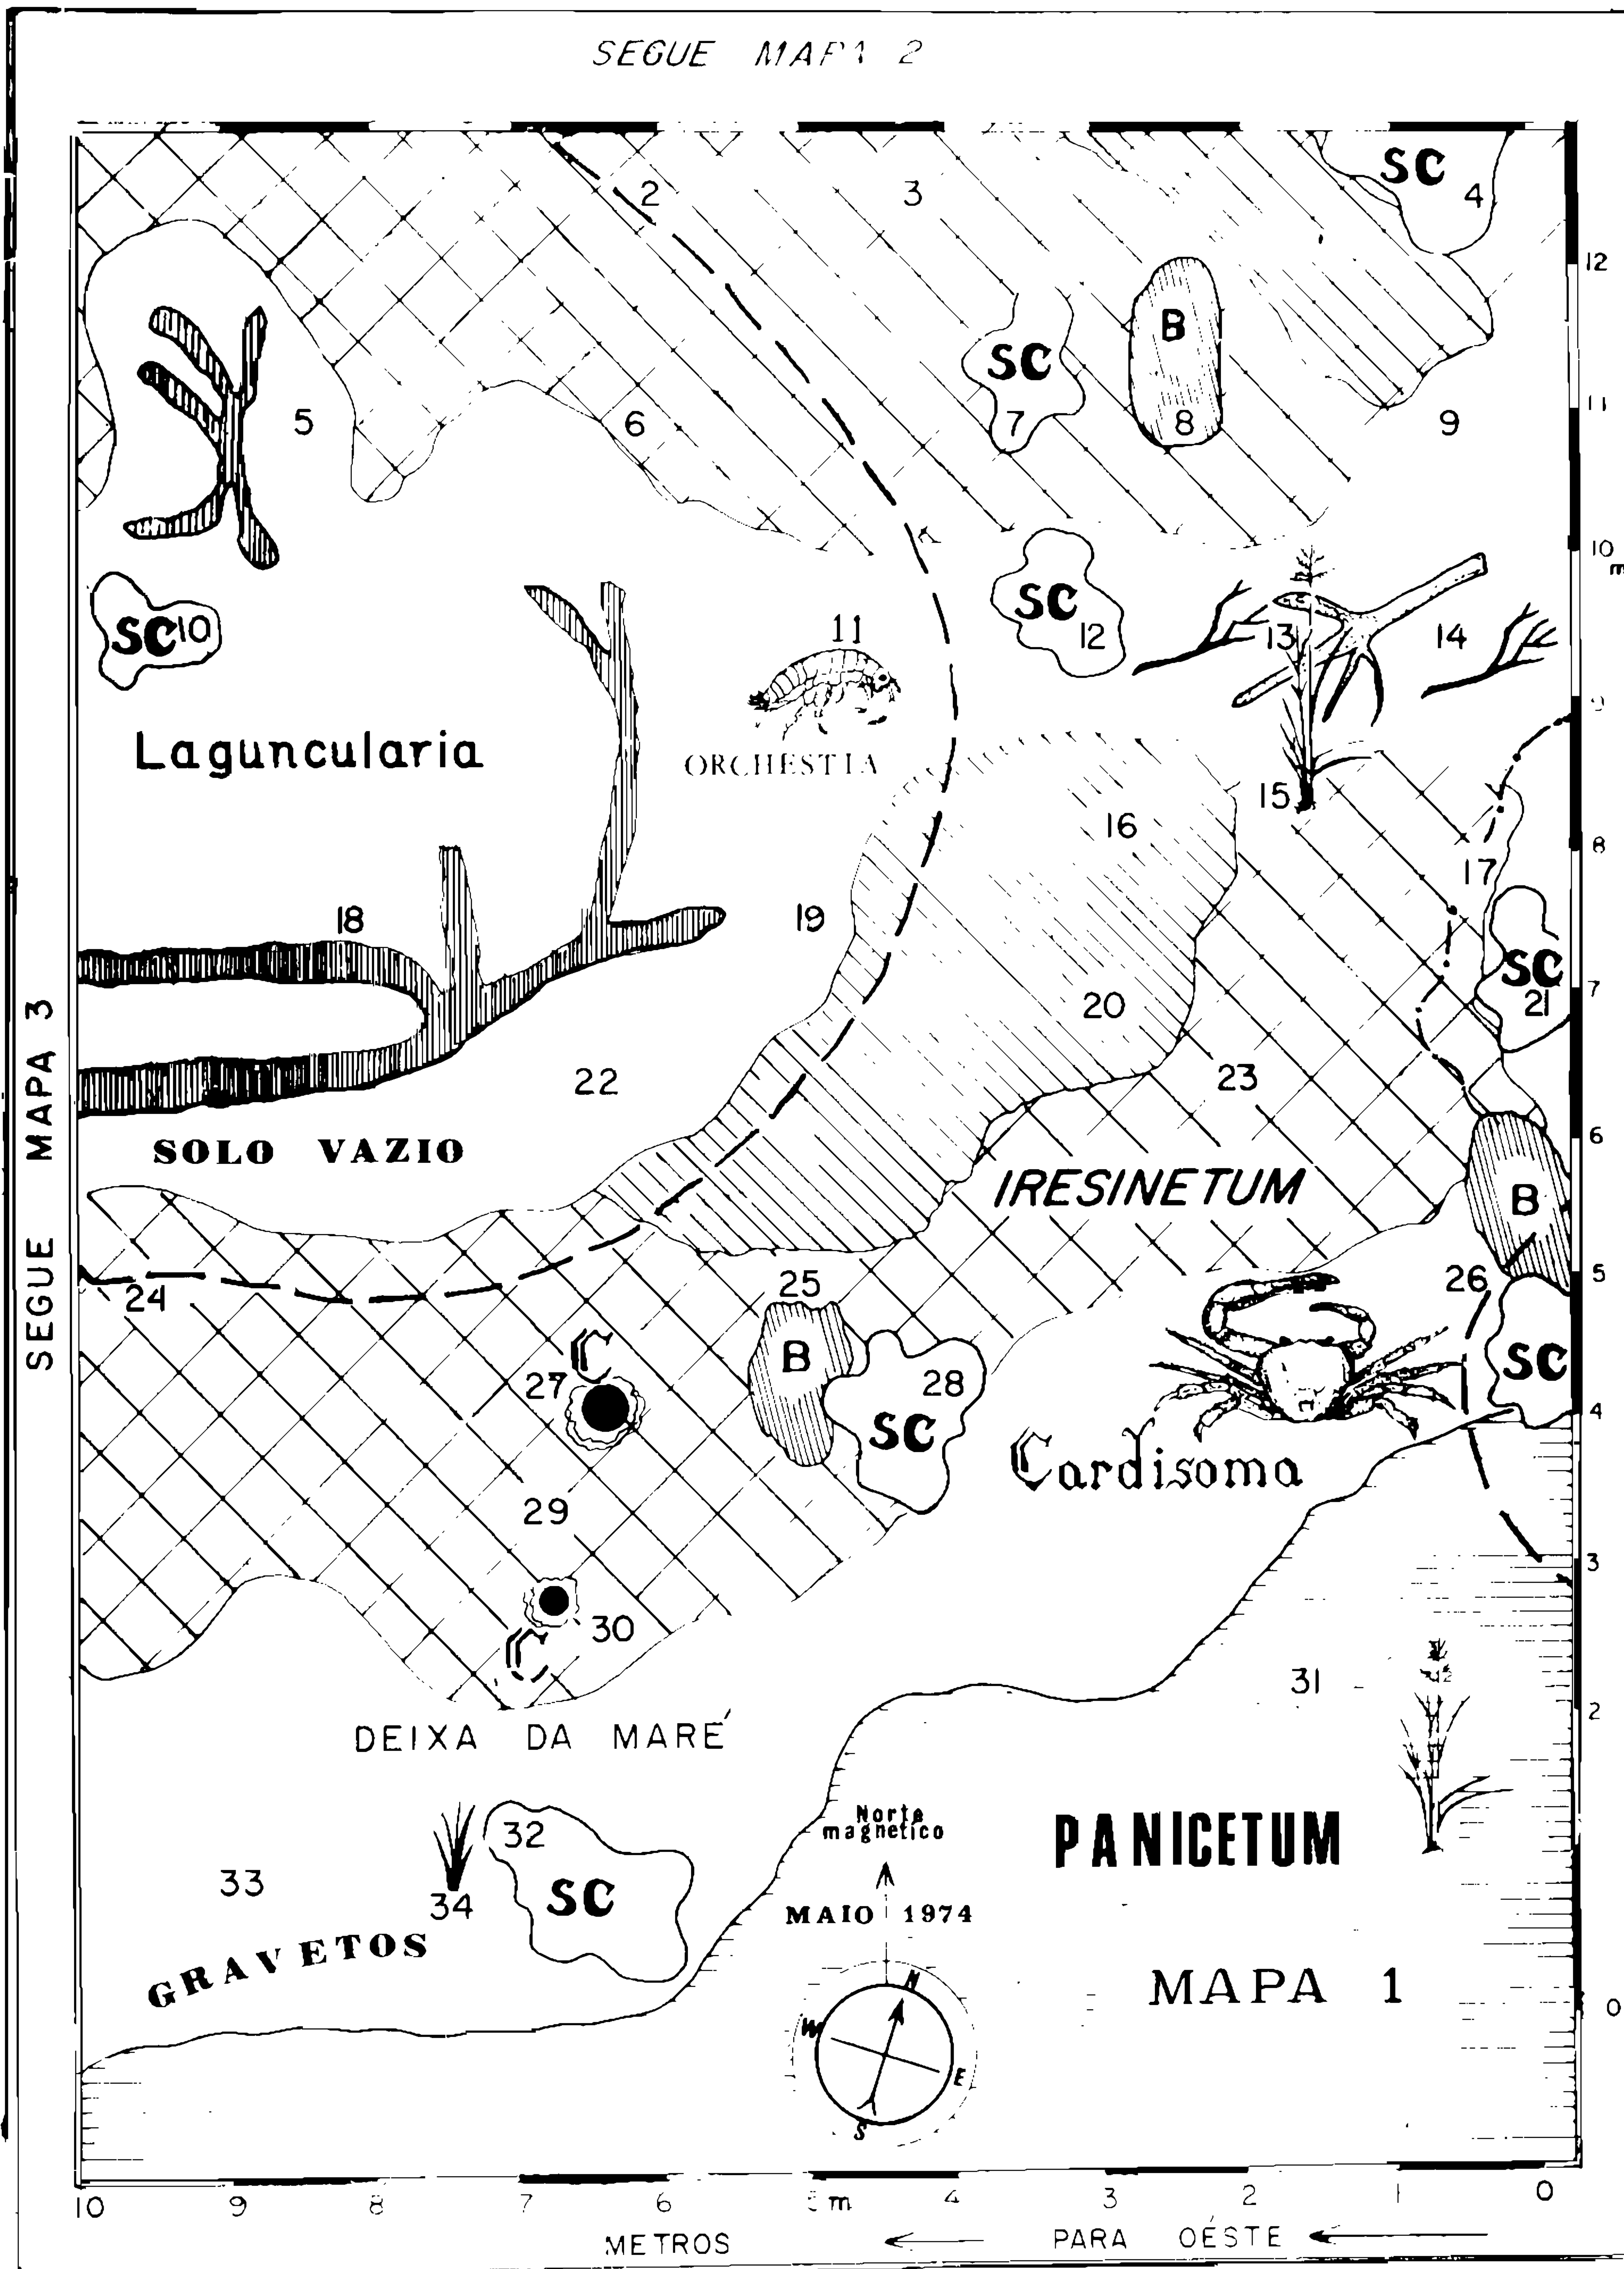 SEGUE MAPA 2
2
3
SC
4
12
B
SC
5
6
7
8
11
9
10
m
SC
10
11
SC
12
13
14
9
Laguncularia
ORCHESTIA
15
16
8
17
18
19
SC
21
7
20
22
23
SEGUE MAPA 3
SOLO VAZIO
6
IRESINETUM
B
24
25
26
5
C
27
B
28
SC
SC
4
Cardisoma
29
3
30
C
31
2
DEIXA DA MARÉ
Norte
magnetico
32
SC
33
34
PANICETUM
MAIO 1974
GRAVETOS
N
MAPA 1
0
W
E
S
10 9 8 7 6 5 m 4 3 2 1 0
METROS PARA OÉSTE